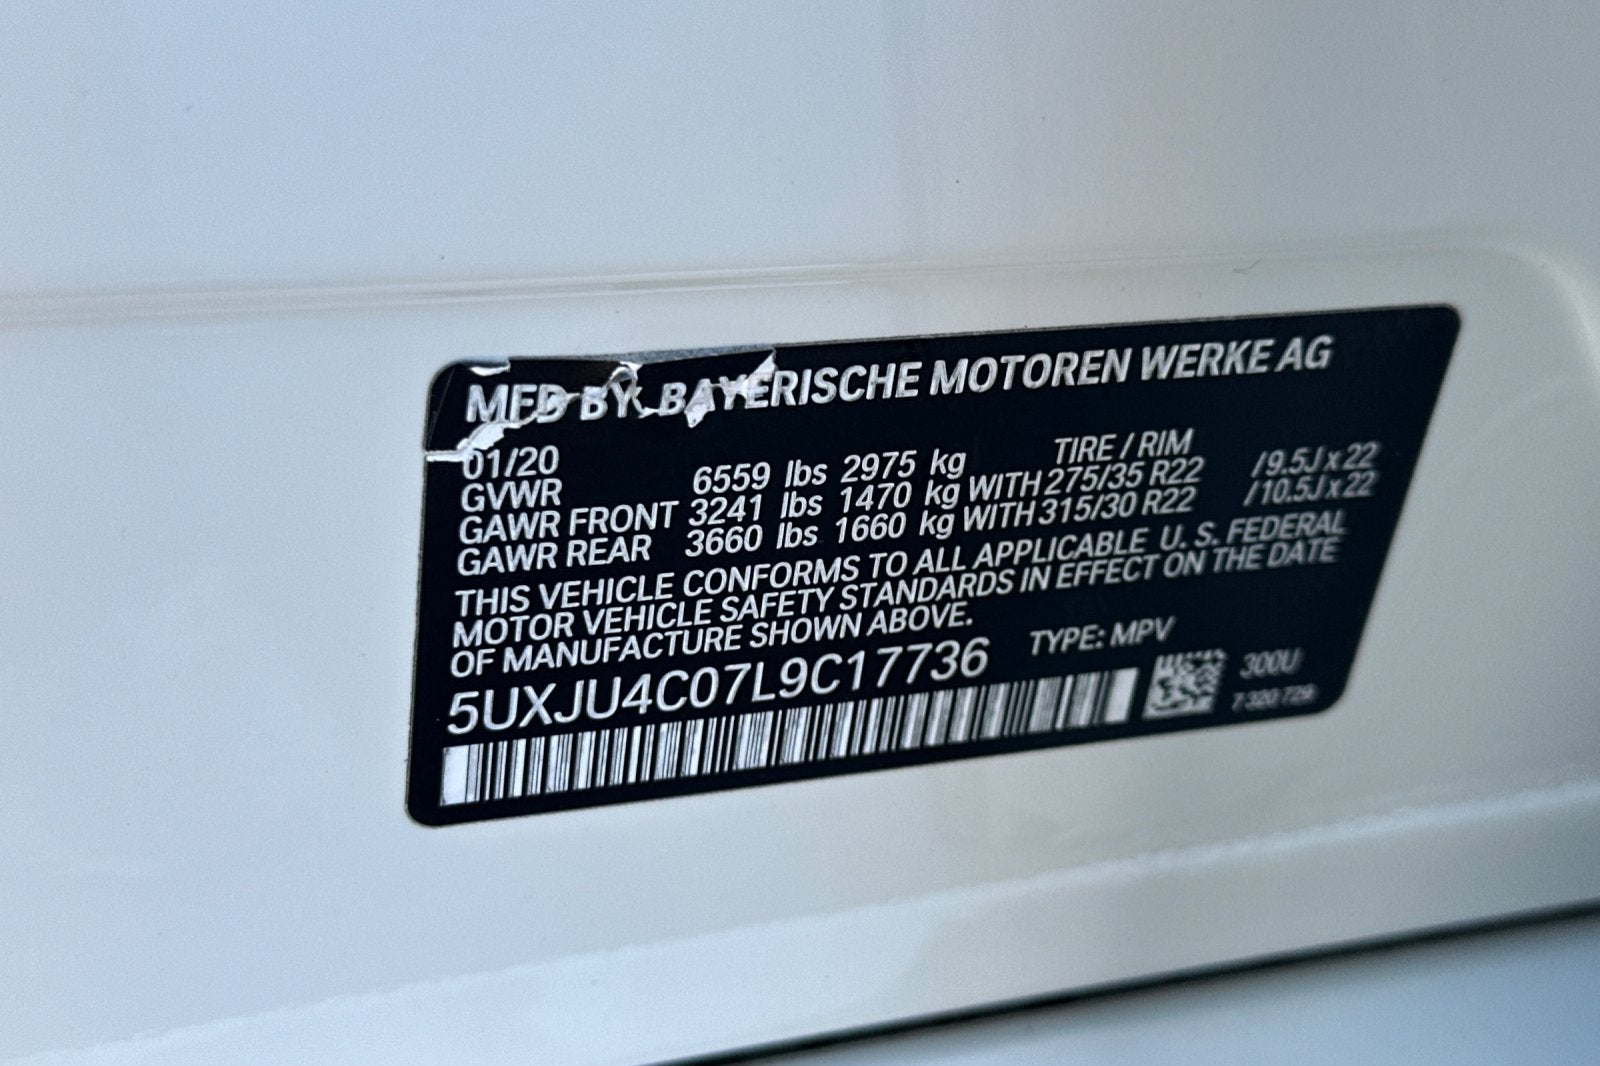 MFD BY. BAYERISCHE MOTOREN WERKE AG
01/20 TIRE / RIM
GVWR 6559 lbs 2975 kg
GAWR FRONT 3241 lbs 1470 kg WITH 275/35 R22 /9.5J x 22
GAWR REAR 3660 lbs 1660 kg WITH 315/30 R22 /10.5J x 22
THIS VEHICLE CONFORMS TO ALL APPLICABLE U. S. FEDERAL
MOTOR VEHICLE SAFETY STANDARDS IN EFFECT ON THE DATE
OF MANUFACTURE SHOWN ABOVE.
5UXJU4C07L9C17736 TYPE: MPV
300U
7 320 729